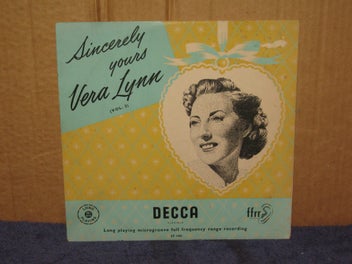 Sincerely
yours
Vera Lynn
(VOL. 2)
DECCA
ffrr
Long playing microgroove full frequency range recording